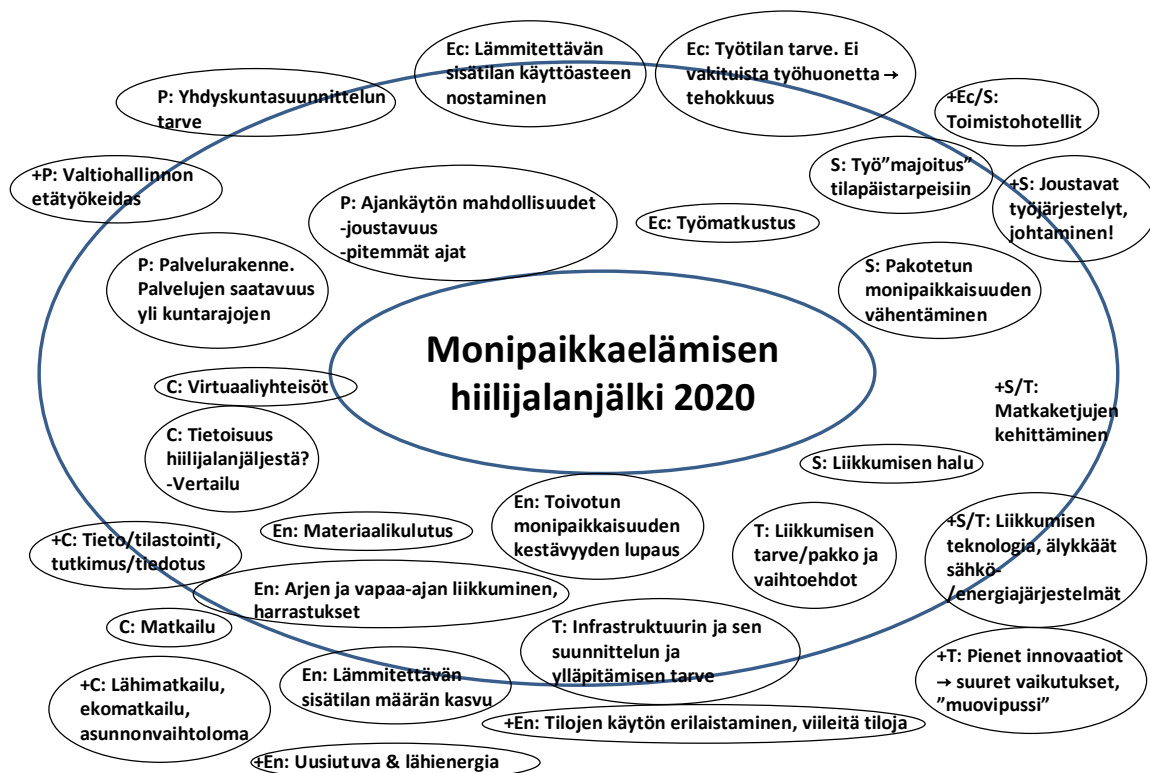 Ec: Lämmitettävän
sisätilan käyttöasteen
nostaminen
Ec: Työtilan tarve. Ei
vakituista työhuonetta →
tehokkuus
P: Yhdyskuntasuunnittelun
tarve
+Ec/S:
Toimistohotellit
+P: Valtiohallinnon
etätyökeidas
P: Ajankäytön mahdollisuudet
-joustavuus
-pitemmät ajat
Ec: Työmatkustus
S: Työ”majoitus”
tilapäistarpeisiin
+S: Joustavat
työjärjestelyt,
johtaminen!
P: Palvelurakenne.
Palvelujen saatavuus
yli kuntarajojen
S: Pakotetun
monipaikkaisuuden
vähentäminen
Monipaikkaelämisen
hiilijalanjälki 2020
C: Virtuaaliyhteisöt
+S/T:
Matkaketjujen
kehittäminen
C: Tietoisuus
hiilijalanjäljestä?
-Vertailu
S: Liikkumisen halu
En: Toivotun
monipaikkaisuuden
kestävyyden lupaus
En: Materiaalikulutus
T: Liikkumisen
tarve/pakko ja
vaihtoehdot
+S/T: Liikkumisen
teknologia, älykkäät
sähkö-
/energiajärjestelmät
+C: Tieto/tilastointi,
tutkimus/tiedotus
En: Arjen ja vapaa-ajan liikkuminen,
harrastukset
C: Matkailu
T: Infrastruktuurin ja sen
suunnittelun ja
ylläpitämisen tarve
+T: Pienet innovaatiot
→ suuret vaikutukset,
”muovipussi”
+C: Lähimatkailu,
ekomatkailu,
asunnonvaihtoloma
En: Lämmitettävän
sisätilan määrän kasvu
+En: Tilojen käytön erilaistaminen, viileitä tiloja
+En: Uusiutuva & lähienergia